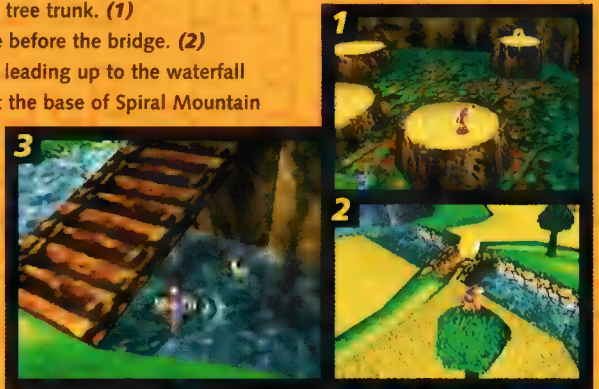 tree trunk. (1)
before the bridge. (2)
leading up to the waterfall
the base of Spiral Mountain
1
3
2